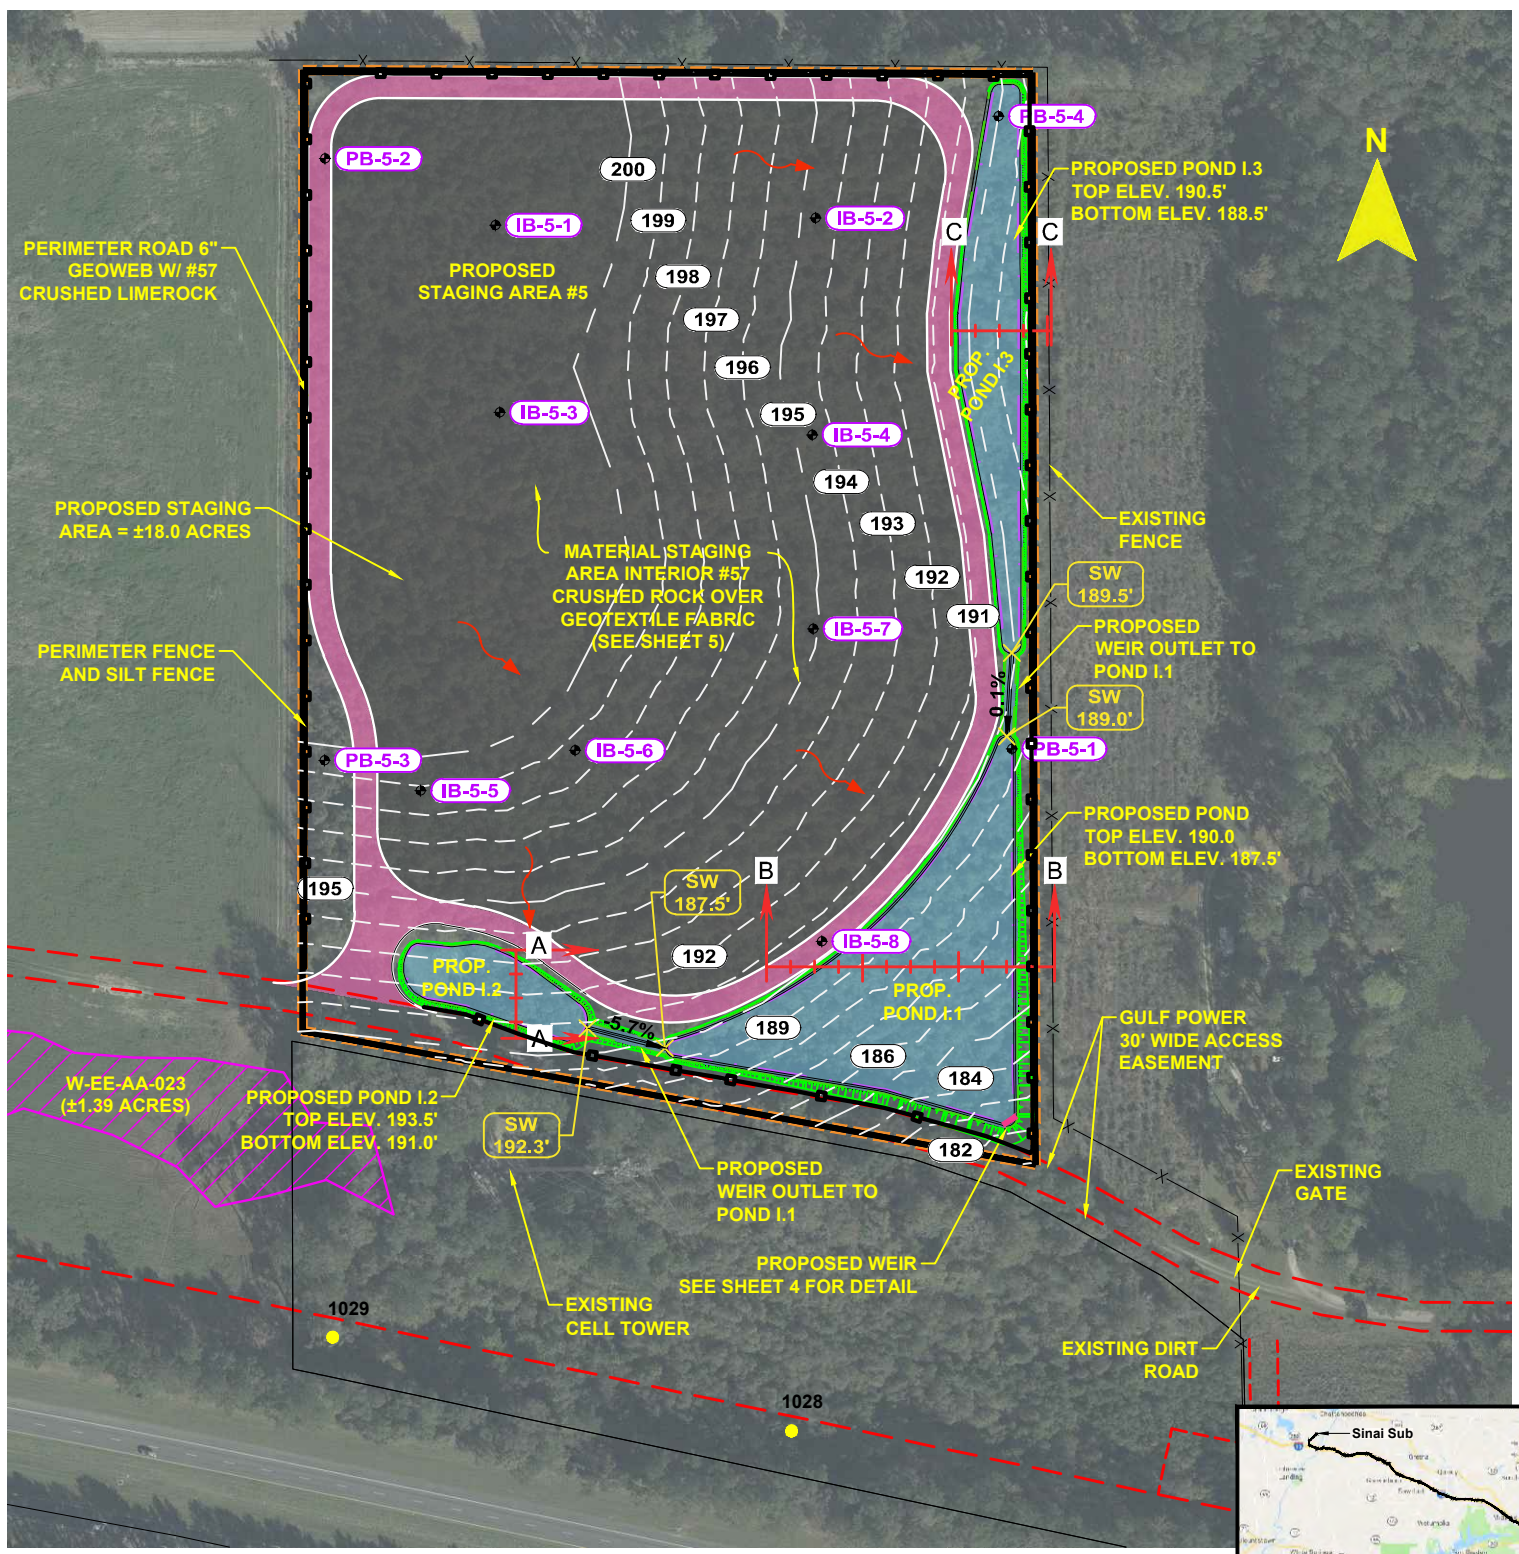 N
PB-5-4
PB-5-2
PROPOSED POND I.3
TOP ELEV. 190.5'
BOTTOM ELEV. 188.5'
200
IB-5-1
199
IB-5-2
C
C
PERIMETER ROAD 6"
GEOWEB W/ #57
CRUSHED LIMEROCK
PROPOSED
STAGING AREA #5
198
197
196
PROP.
POND I.3
IB-5-3
195
IB-5-4
194
PROPOSED STAGING
AREA = ±18.0 ACRES
193
EXISTING
FENCE
MATERIAL STAGING
AREA INTERIOR #57
CRUSHED ROCK OVER
GEOTEXTILE FABRIC
(SEE SHEET 5)
192
SW
189.5'
191
IB-5-7
PROPOSED
WEIR OUTLET TO
POND I.1
PERIMETER FENCE
AND SILT FENCE
0.1%
SW
189.0'
IB-5-6
PB-5-1
PB-5-3
IB-5-5
PROPOSED POND
TOP ELEV. 190.0
BOTTOM ELEV. 187.5'
195
SW
187.5'
B
B
A
IB-5-8
192
PROP.
POND I.2
PROP.
POND I.1
189
-5.7%
A
GULF POWER
30' WIDE ACCESS
EASEMENT
186
184
W-EE-AA-023
(±1.39 ACRES)
PROPOSED POND I.2
TOP ELEV. 193.5'
BOTTOM ELEV. 191.0'
SW
192.3'
182
PROPOSED
WEIR OUTLET TO
POND I.1
EXISTING
GATE
PROPOSED WEIR
SEE SHEET 4 FOR DETAIL
1029
EXISTING
CELL TOWER
EXISTING DIRT
ROAD
1028
Sinai Sub